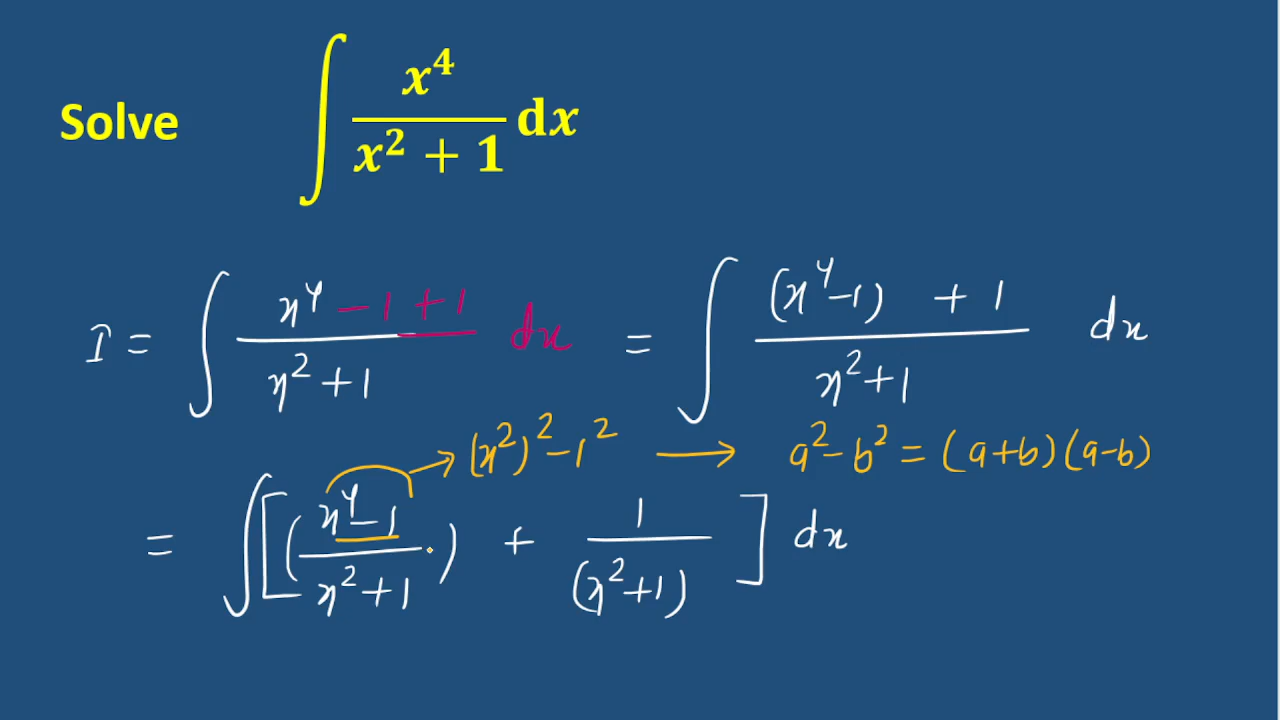 Solve ∫ x⁴/(x² + 1) dx
I = ∫ (x⁴ - 1 + 1)/(x² + 1) dx = ∫ ((x⁴ - 1) + 1)/(x² + 1) dx
→ (x²)² - 1² → a² - b² = (a+b)(a-b)
= ∫ [ ( (x⁴ - 1)/(x² + 1) ) + 1/(x² + 1) ] dx